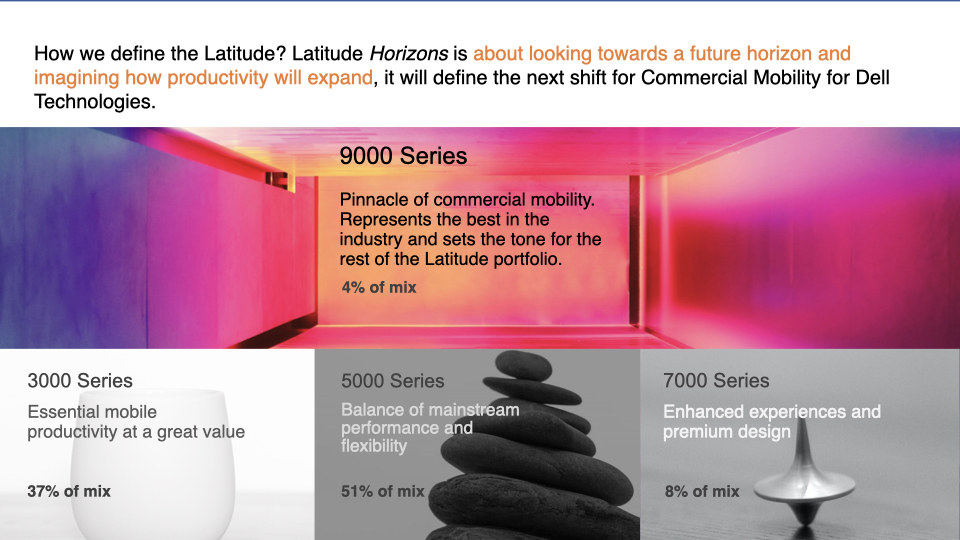 How we define the Latitude? Latitude Horizons is about looking towards a future horizon and
imagining how productivity will expand, it will define the next shift for Commercial Mobility for Dell
Technologies.
9000 Series
Pinnacle of commercial mobility.
Represents the best in the
industry and sets the tone for the
rest of the Latitude portfolio.
4% of mix
3000 Series
Essential mobile
productivity at a great value
37% of mix
5000 Series
Balance of mainstream
performance and
flexibility
51% of mix
7000 Series
Enhanced experiences and
premium design
8% of mix